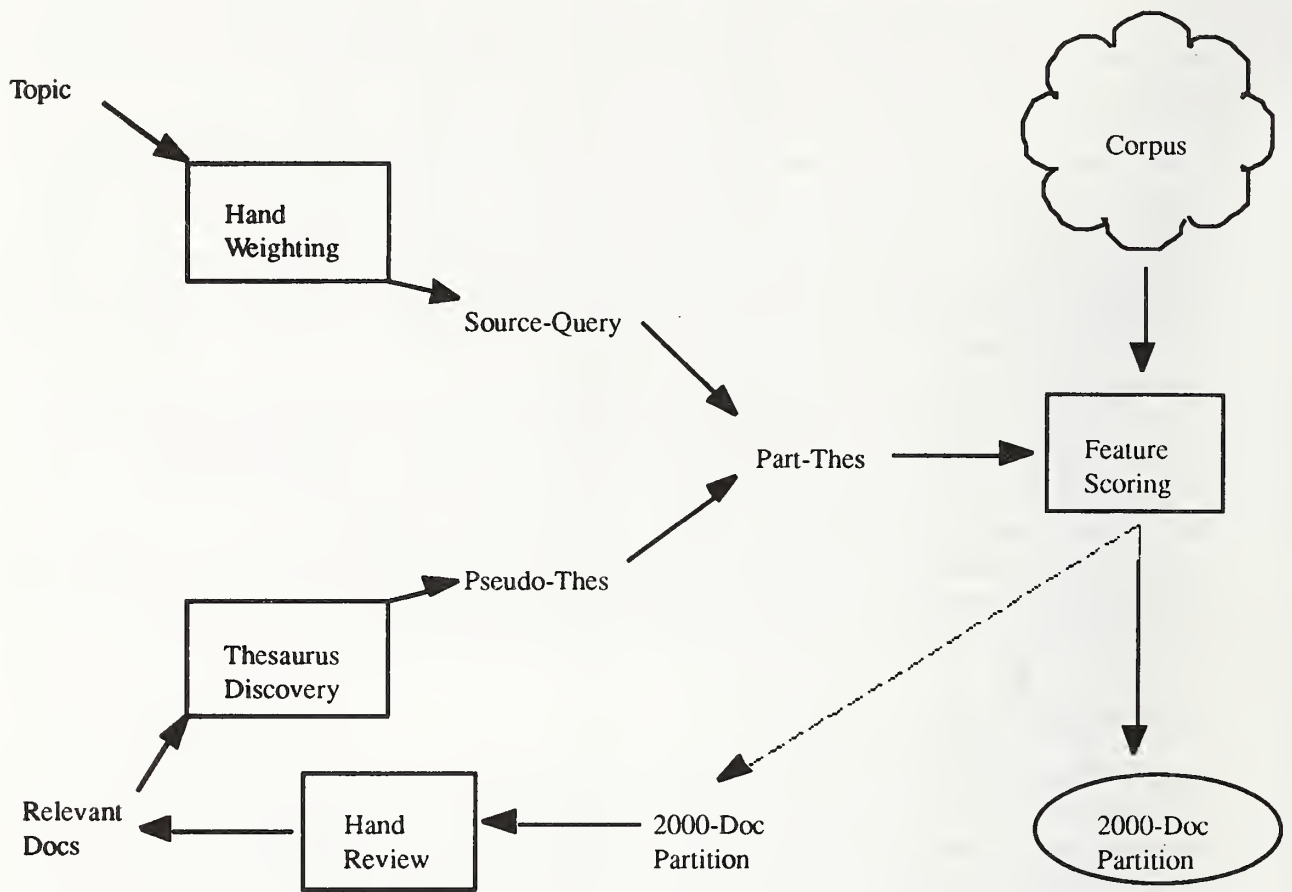 Topic
Corpus
Hand
Weighting
Source-Query
Part-Thes
Feature
Scoring
Pseudo-Thes
Thesaurus
Discovery
Relevant
Docs
Hand
Review
2000-Doc
Partition
2000-Doc
Partition